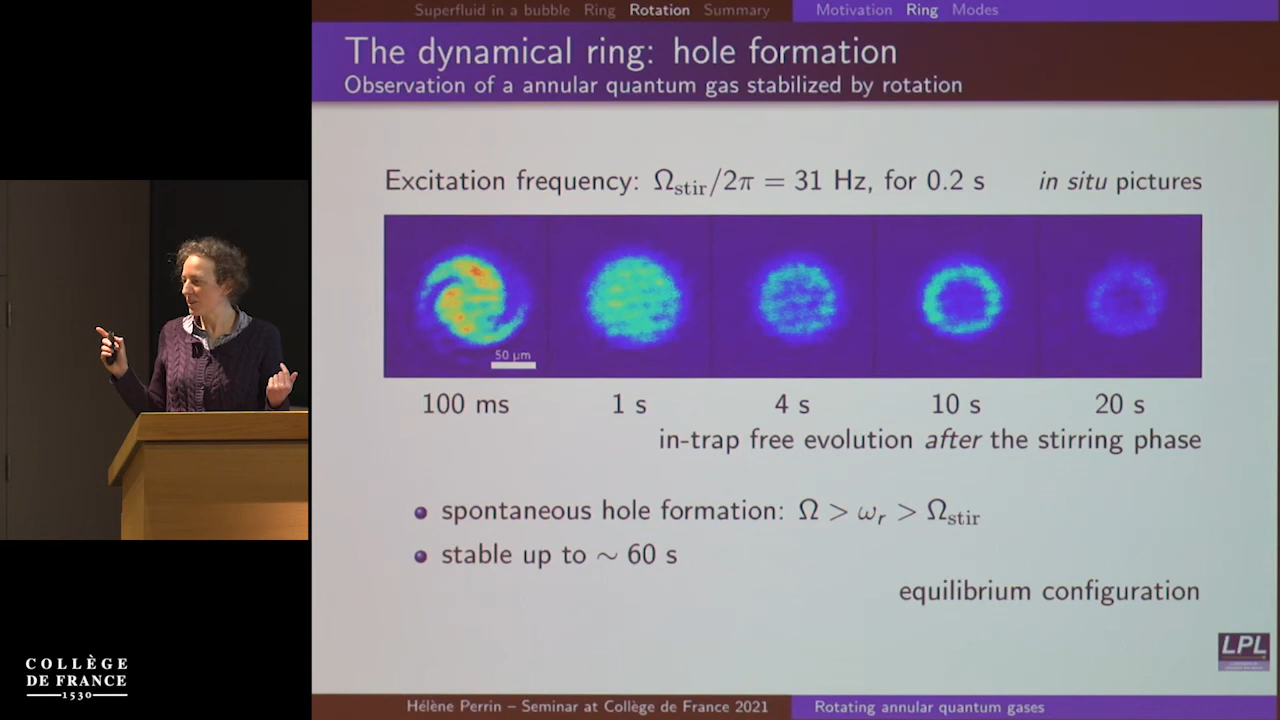 Superfluid in a bubble Ring Rotation Summary Motivation Ring Modes
The dynamical ring: hole formation
Observation of a annular quantum gas stabilized by rotation
Excitation frequency: Ωstir/2π = 31 Hz, for 0.2 s in situ pictures
50 µm
100 ms 1 s 4 s 10 s 20 s
in-trap free evolution after the stirring phase
spontaneous hole formation: Ω > ωr > Ωstir
stable up to ∼ 60 s
equilibrium configuration
LPL
Hélène Perrin – Seminar at Collège de France 2021 Rotating annular quantum gases
COLLÈGE
DE FRANCE
1530